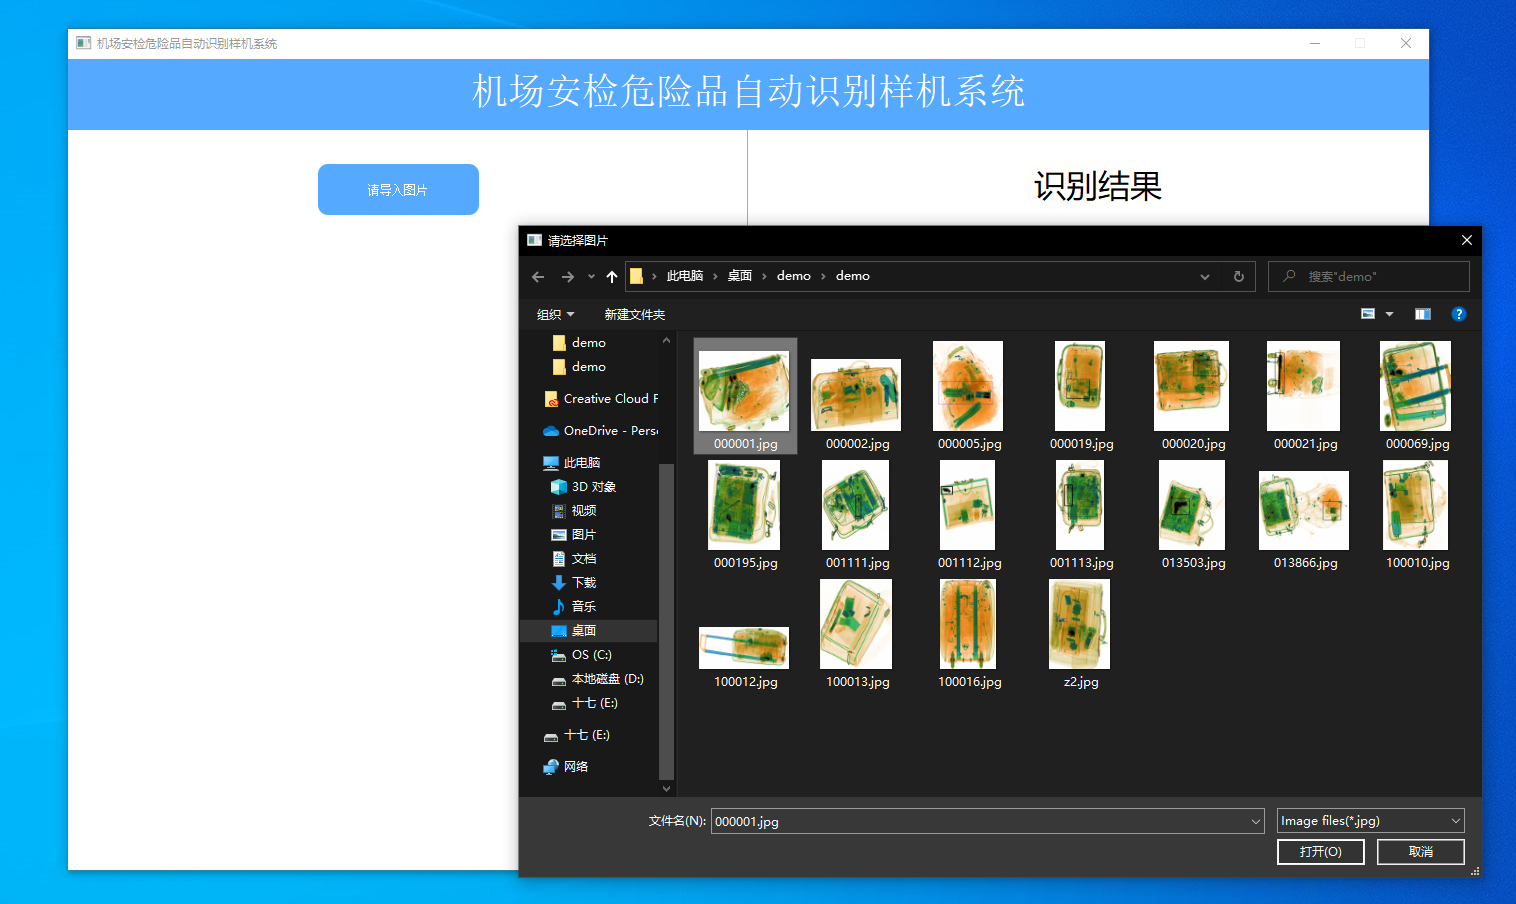 机场安检危险品自动识别样机系统
机场安检危险品自动识别样机系统
请导入图片
识别结果
请选择图片
此电脑 桌面 demo demo
搜索"demo"
组织 新建文件夹
demo
demo
Creative Cloud F
OneDrive - Perso
此电脑
3D 对象
视频
图片
文档
下载
音乐
桌面
OS (C:)
本地磁盘 (D:)
十七 (E:)
十七 (E:)
网络
000001.jpg 000002.jpg 000005.jpg 000019.jpg 000020.jpg 000021.jpg 000069.jpg
000195.jpg 001111.jpg 001112.jpg 001113.jpg 013503.jpg 013866.jpg 100010.jpg
100012.jpg 100013.jpg 100016.jpg z2.jpg
文件名(N): 000001.jpg
Image files(*.jpg)
打开(O) 取消